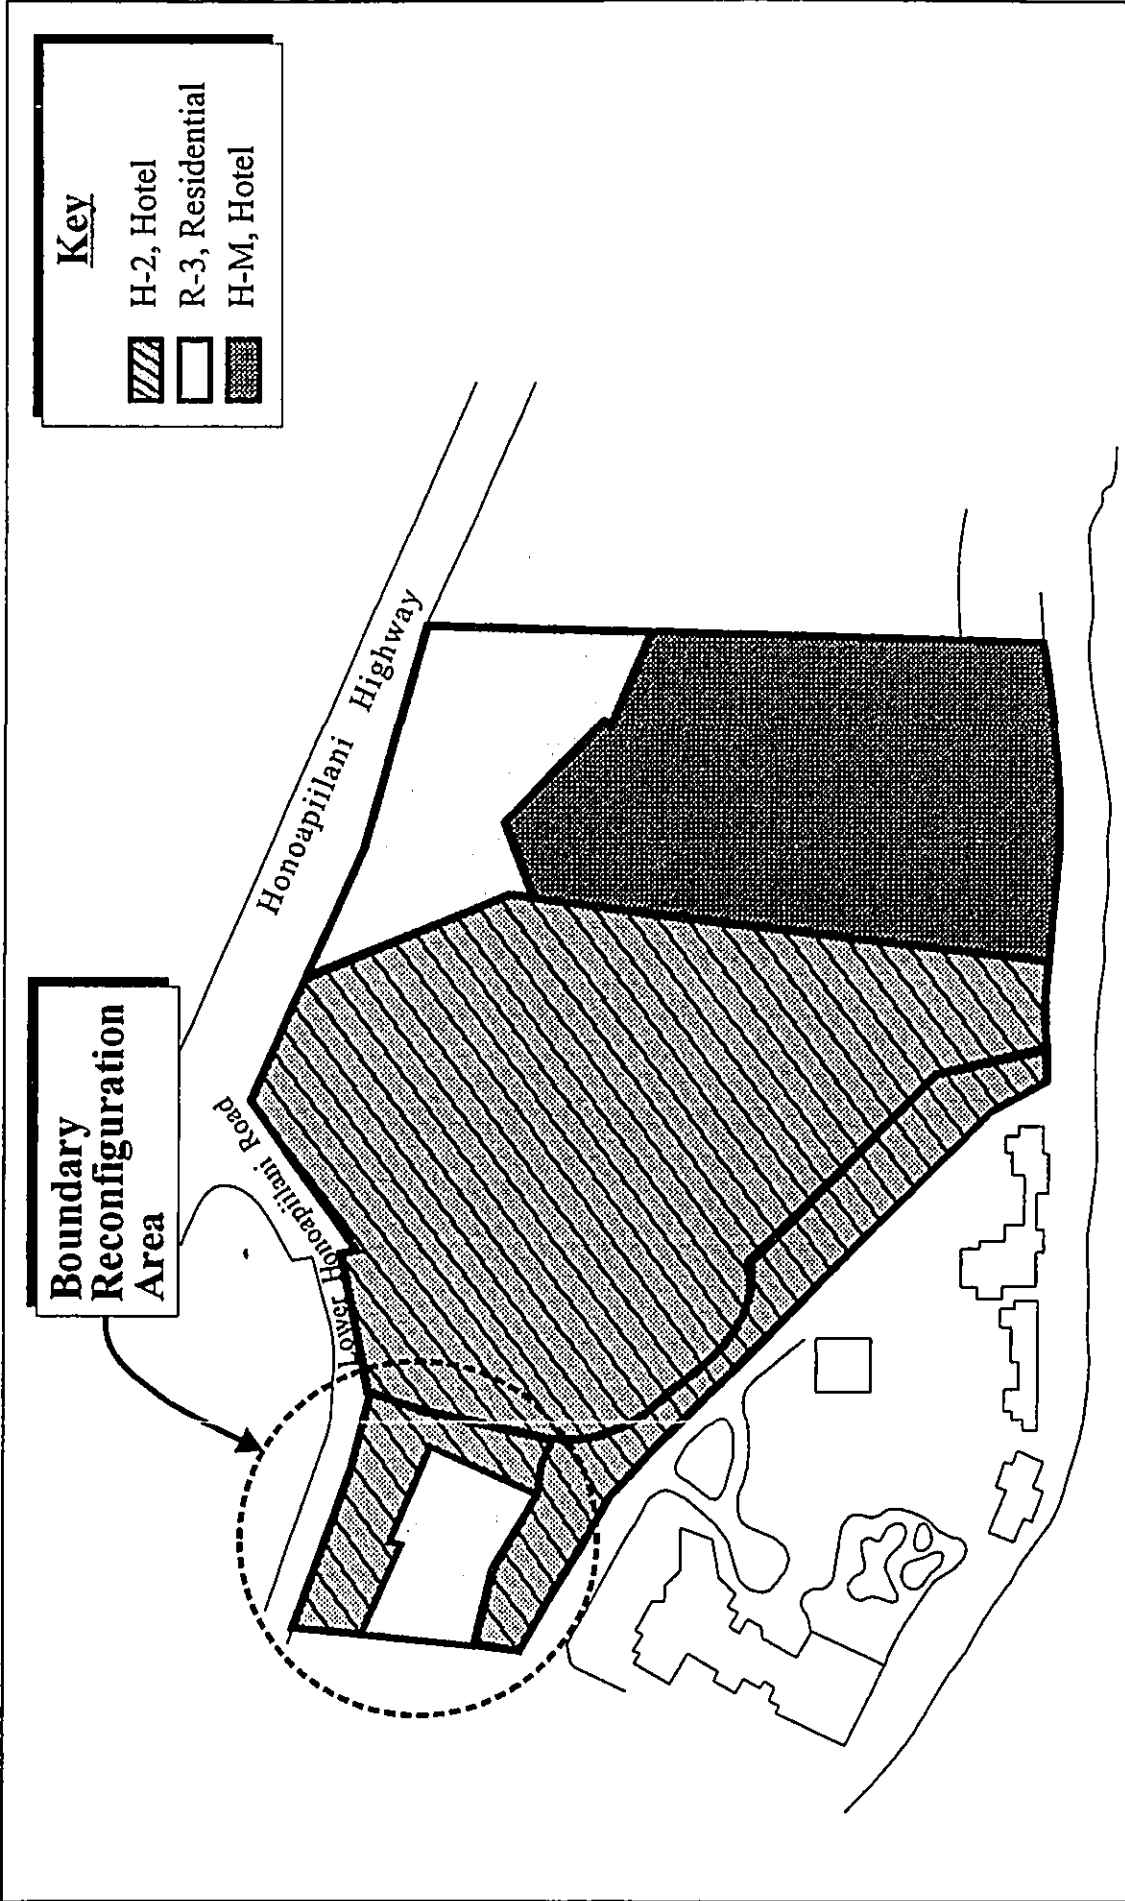 Key
H-2, Hotel
R-3, Residential
H-M, Hotel
Honoapiilani Highway
Boundary
Reconfiguration
Area
Lower Honoapiilani Road